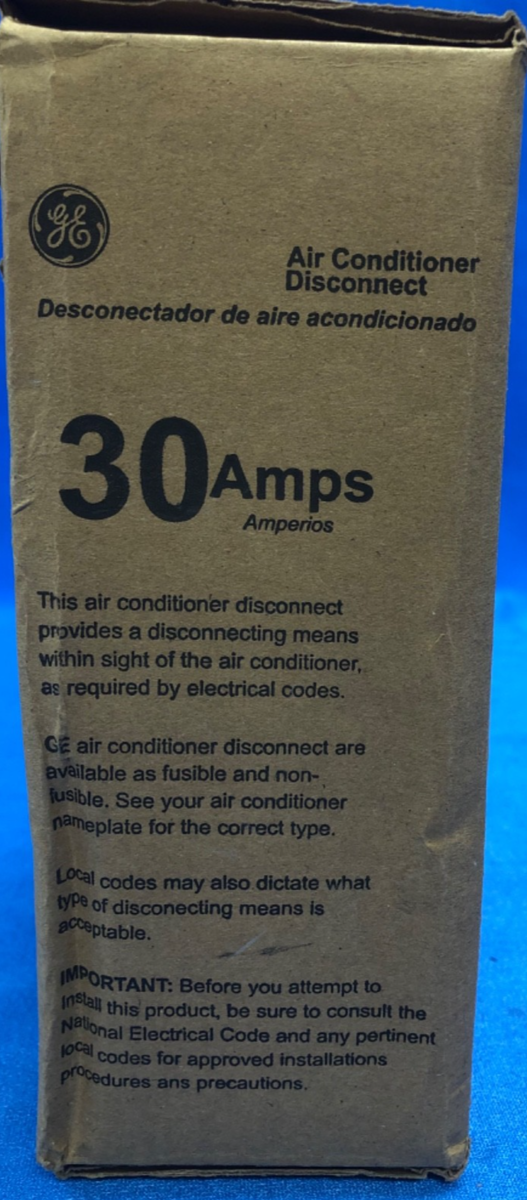 GE
Air Conditioner
Disconnect
Desconectador de aire acondicionado
30 Amps
Amperios
This air conditioner disconnect
provides a disconnecting means
within sight of the air conditioner,
as required by electrical codes.
GE air conditioner disconnect are
available as fusible and non-
fusible. See your air conditioner
nameplate for the correct type.
Local codes may also dictate what
type of disconecting means is
acceptable.
IMPORTANT: Before you attempt to
install this product, be sure to consult the
National Electrical Code and any pertinent
local codes for approved installations
procedures ans precautions.